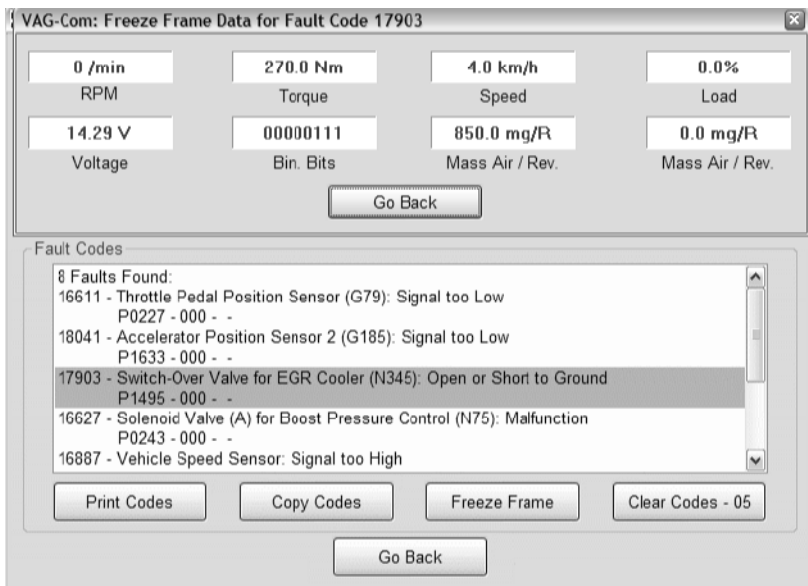 VAG-Com: Freeze Frame Data for Fault Code 17903
0 /min 270.0 Nm 4.0 km/h 0.0%
RPM Torque Speed Load
14.29 V 00000111 850.0 mg/R 0.0 mg/R
Voltage Bin. Bits Mass Air / Rev. Mass Air / Rev.
Go Back
Fault Codes
8 Faults Found:
16611 - Throttle Pedal Position Sensor (G79): Signal too Low
P0227 - 000 - -
18041 - Accelerator Position Sensor 2 (G185): Signal too Low
P1633 - 000 - -
17903 - Switch-Over Valve for EGR Cooler (N345): Open or Short to Ground
P1495 - 000 - -
16627 - Solenoid Valve (A) for Boost Pressure Control (N75): Malfunction
P0243 - 000 - -
16887 - Vehicle Speed Sensor: Signal too High
Print Codes Copy Codes Freeze Frame Clear Codes - 05
Go Back